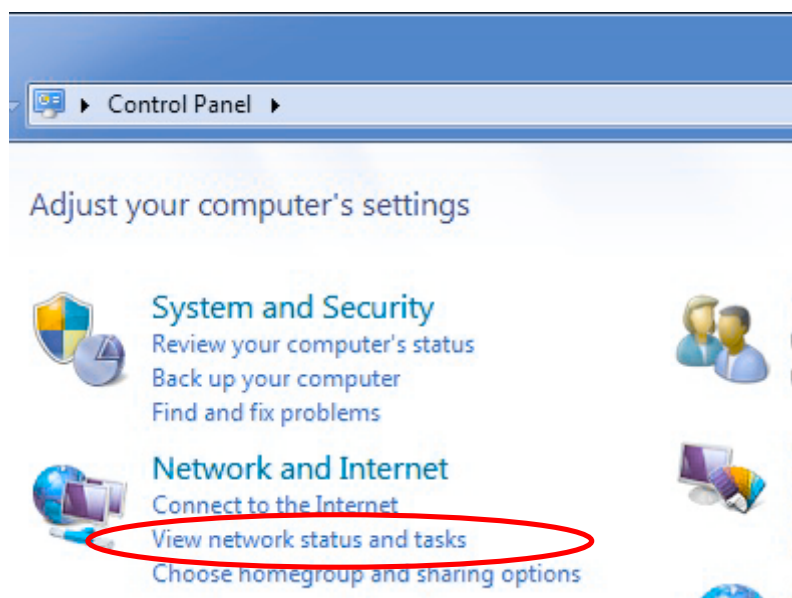 Control Panel
Adjust your computer's settings
System and Security
Review your computer's status
Back up your computer
Find and fix problems
Network and Internet
Connect to the Internet
View network status and tasks
Choose homegroup and sharing options